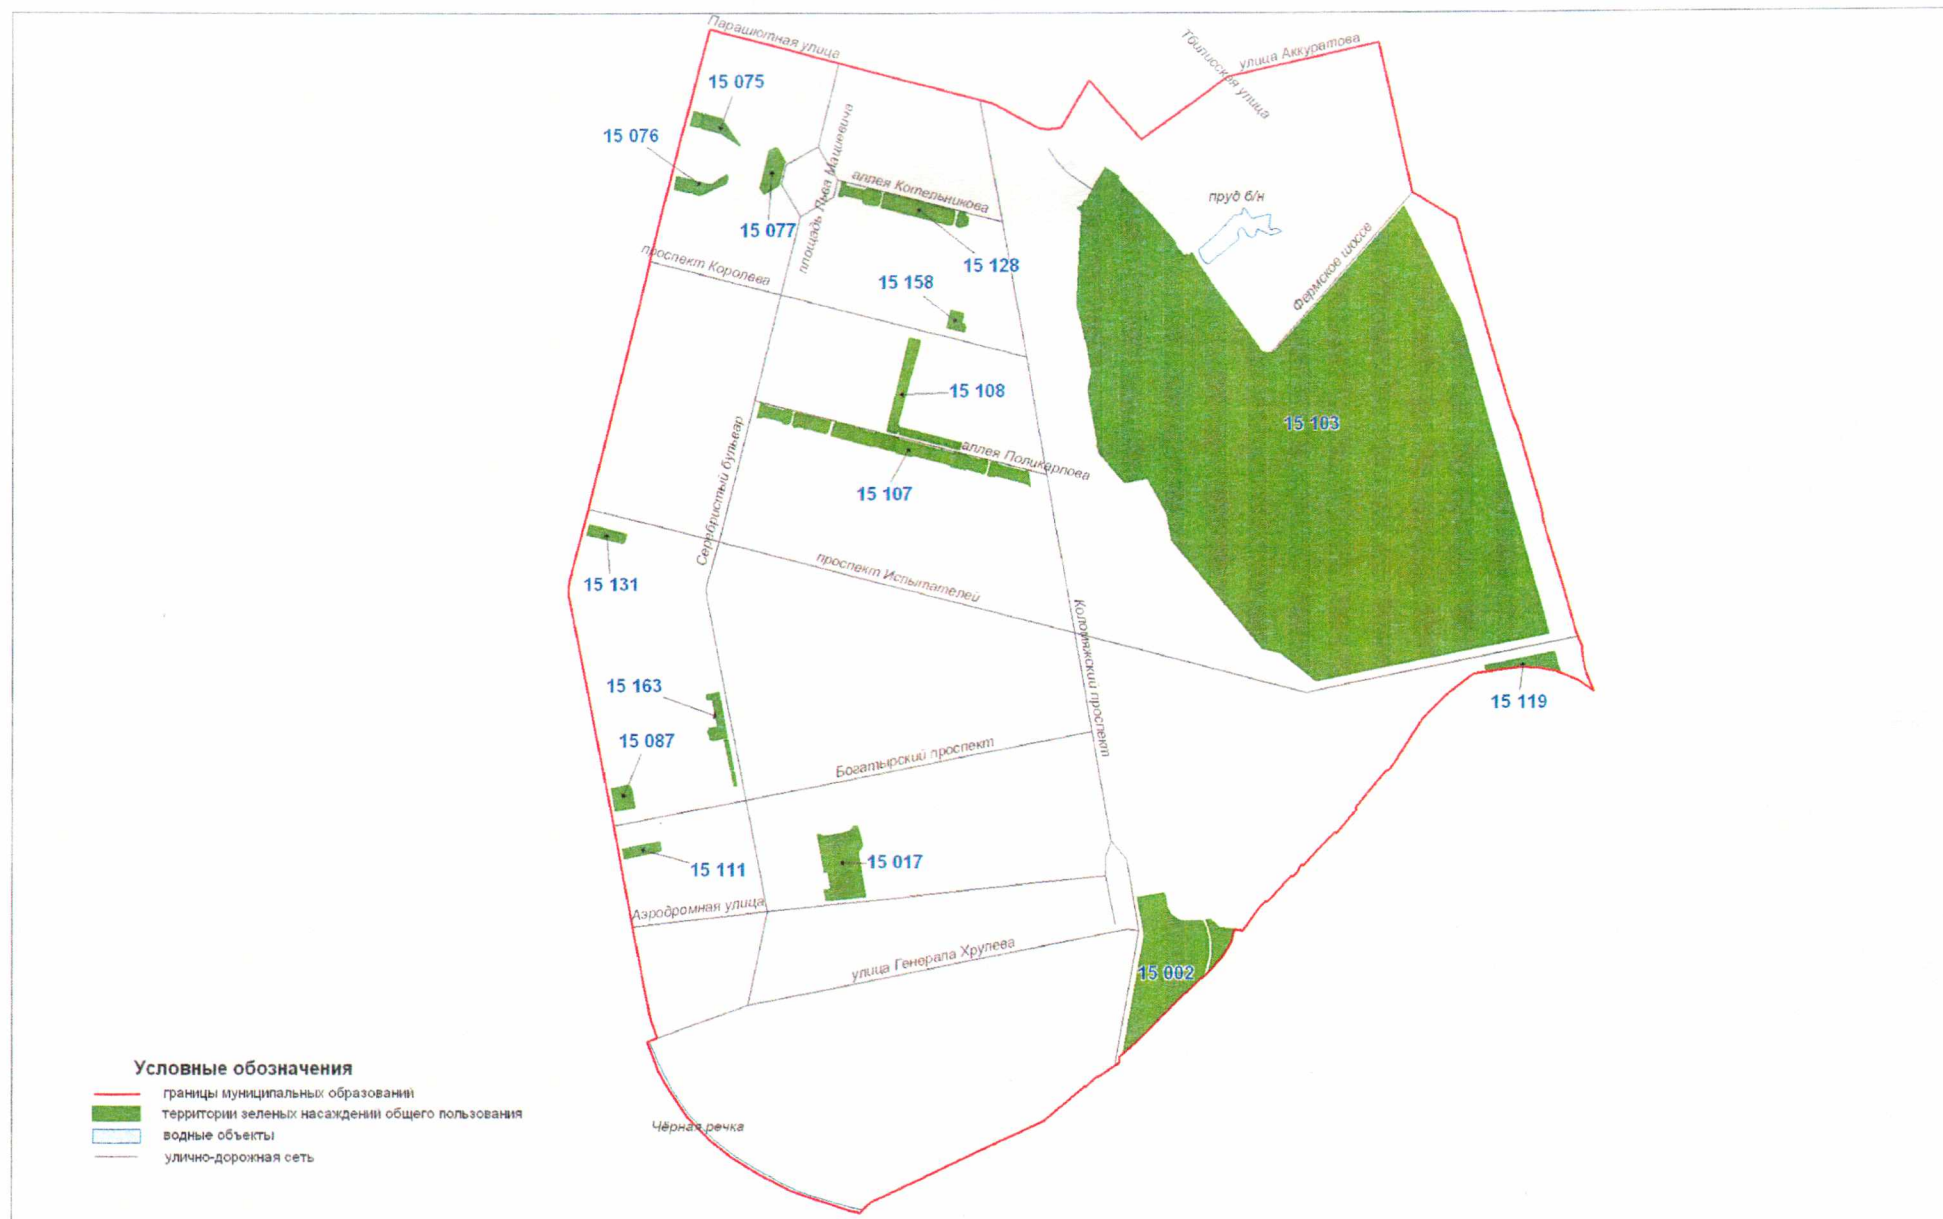 Парашютная улица
Тбилисская улица
улица Аккуратова
15 075
15 076
площадь Льва Мациевича
аллея Котельникова
пруд б/н
15 077
15 128
Фермское шоссе
проспект Королева
15 158
15 108
15 103
Серебристый бульвар
аллея Поликарпова
15 107
15 131
проспект Испытателей
Коломяжский проспект
15 163
15 119
15 087
Богатырский проспект
15 111
15 017
Аэродромная улица
улица Генерала Хрулева
15 002
Условные обозначения
границы муниципальных образований
территории зеленых насаждений общего пользования
водные объекты
улично-дорожная сеть
Чёрная речка